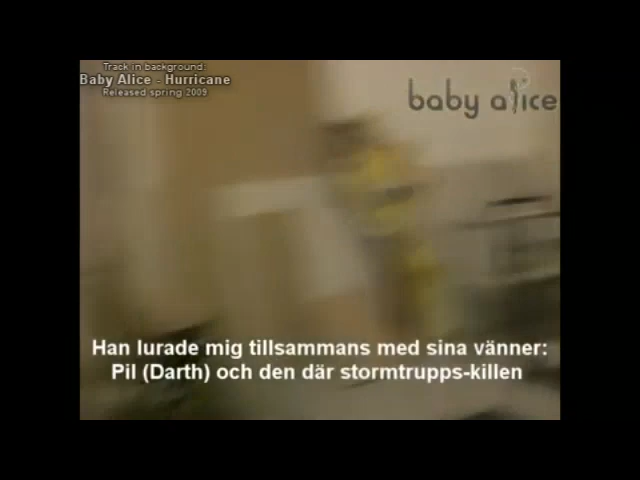 Track in background:
Baby Alice - Hurricane
Released spring 2009
baby alice
Han lurade mig tillsammans med sina vänner:
Pil (Darth) och den där stormtrupps-killen